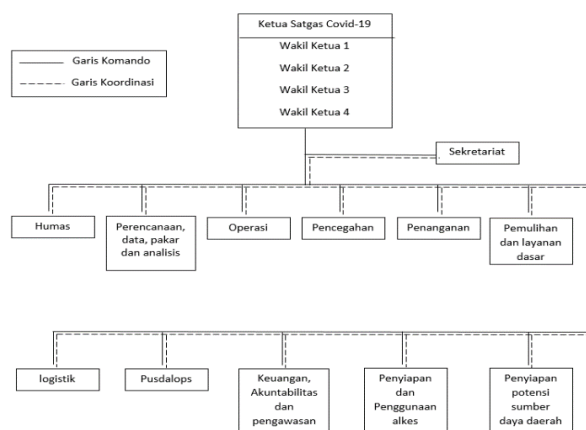 Ketua Satgas Covid-19
Wakil Ketua 1
Wakil Ketua 2
Wakil Ketua 3
Wakil Ketua 4
Garis Komando
Garis Koordinasi
Sekretariat
Humas
Perencanaan,
data, pakar
dan analisis
Operasi
Pencegahan
Penanganan
Pemulihan
dan layanan
dasar
logistik
Pusdalops
Keuangan,
Akuntabilitas
dan
pengawasan
Penyiapan
dan
Penggunaan
alkes
Penyiapan
potensi
sumber
daya daerah